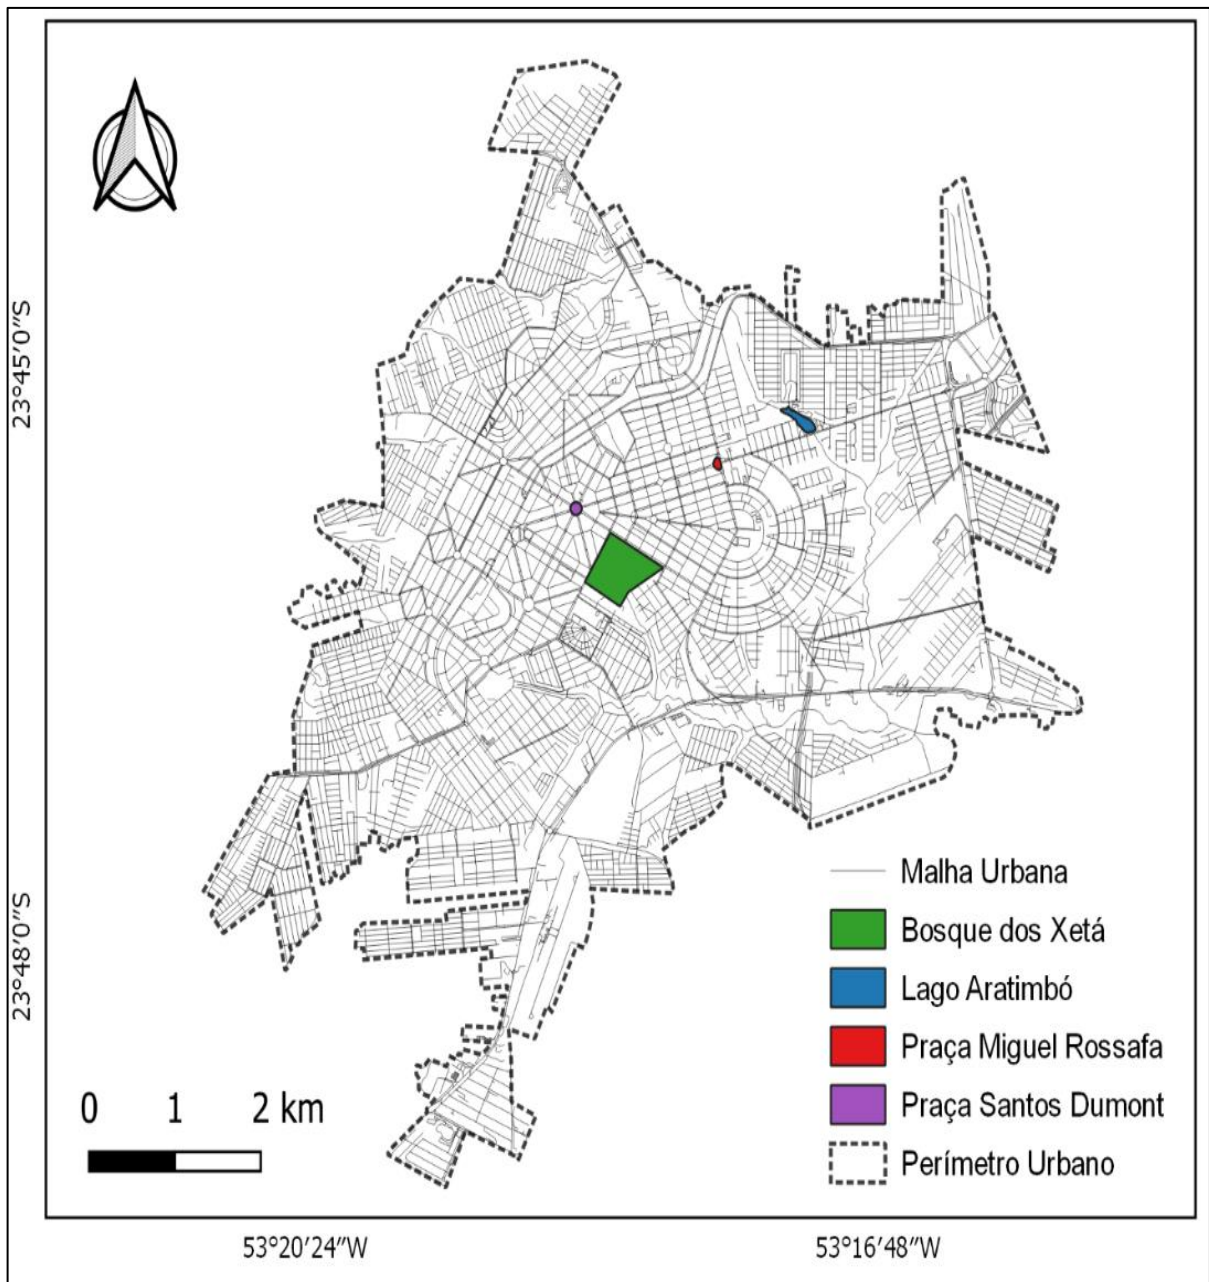 23°45′0″S
23°48′0″S
Malha Urbana
Bosque dos Xetá
Lago Aratimbó
Praça Miguel Rossafa
Praça Santos Dumont
Perímetro Urbano
0 1 2 km
53°20′24″W 53°16′48″W